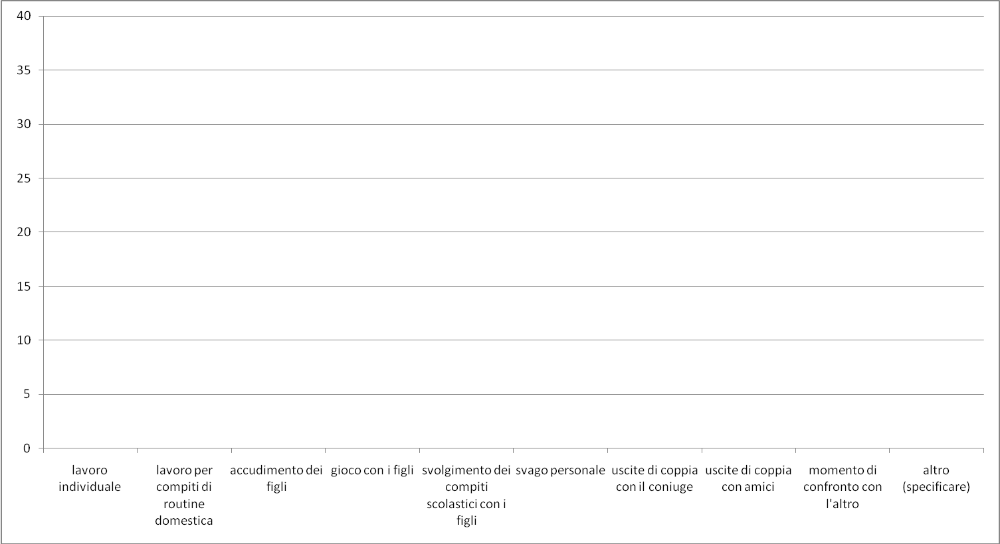 40
35
30
25
20
15
10
5
0
lavoro
individuale
lavoro per
compiti di
routine
domestica
accudimento dei
figli
gioco con i figli
svolgimento dei
compiti
scolastici con i
figli
svago personale
uscite di coppia
con il coniuge
uscite di coppia
con amici
momento di
confronto con
l'altro
altro
(specificare)